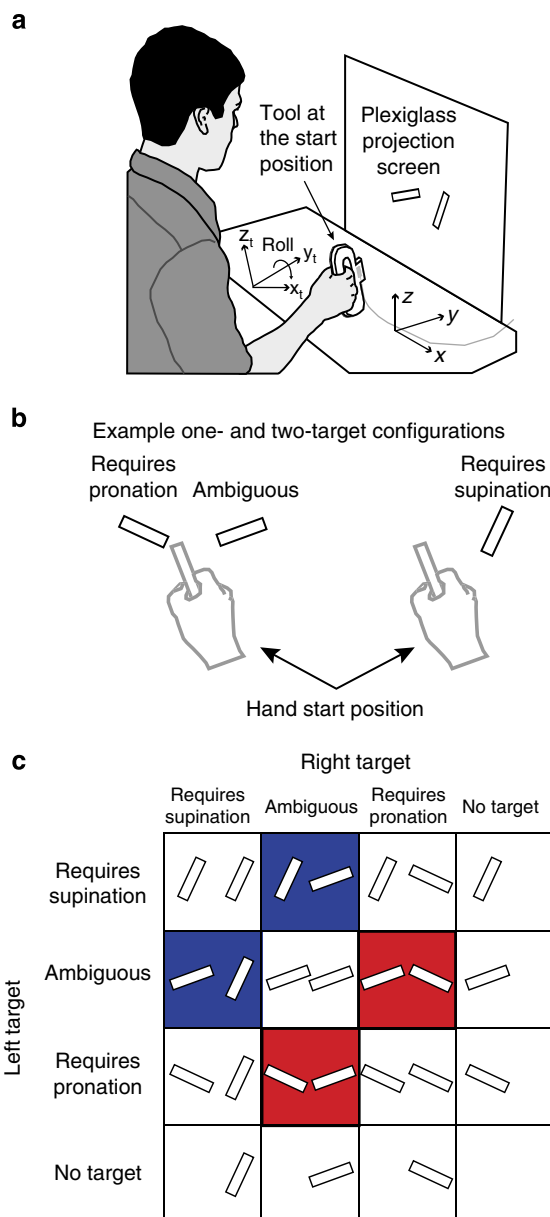 a
Tool at
the start
position
Plexiglass
projection
screen
zt
Roll
yt
xt
z
y
x
b
Example one- and two-target configurations
Requires
pronation
Ambiguous
Requires
supination
Hand start position
c
Right target
Requires
supination
Ambiguous
Requires
pronation
No target
Left target
Requires
supination
Ambiguous
Requires
pronation
No target